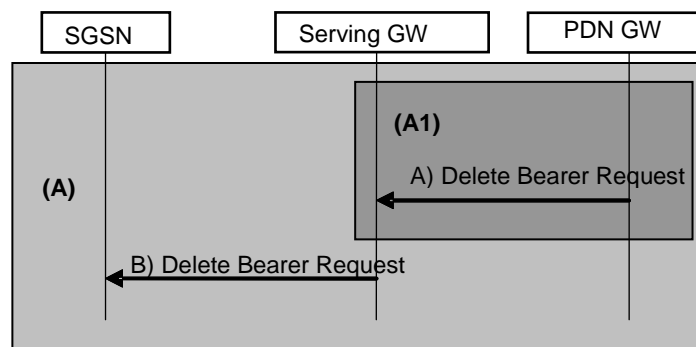 SGSN
Serving GW
PDN GW
(A1)
(A)
A) Delete Bearer Request
B) Delete Bearer Request